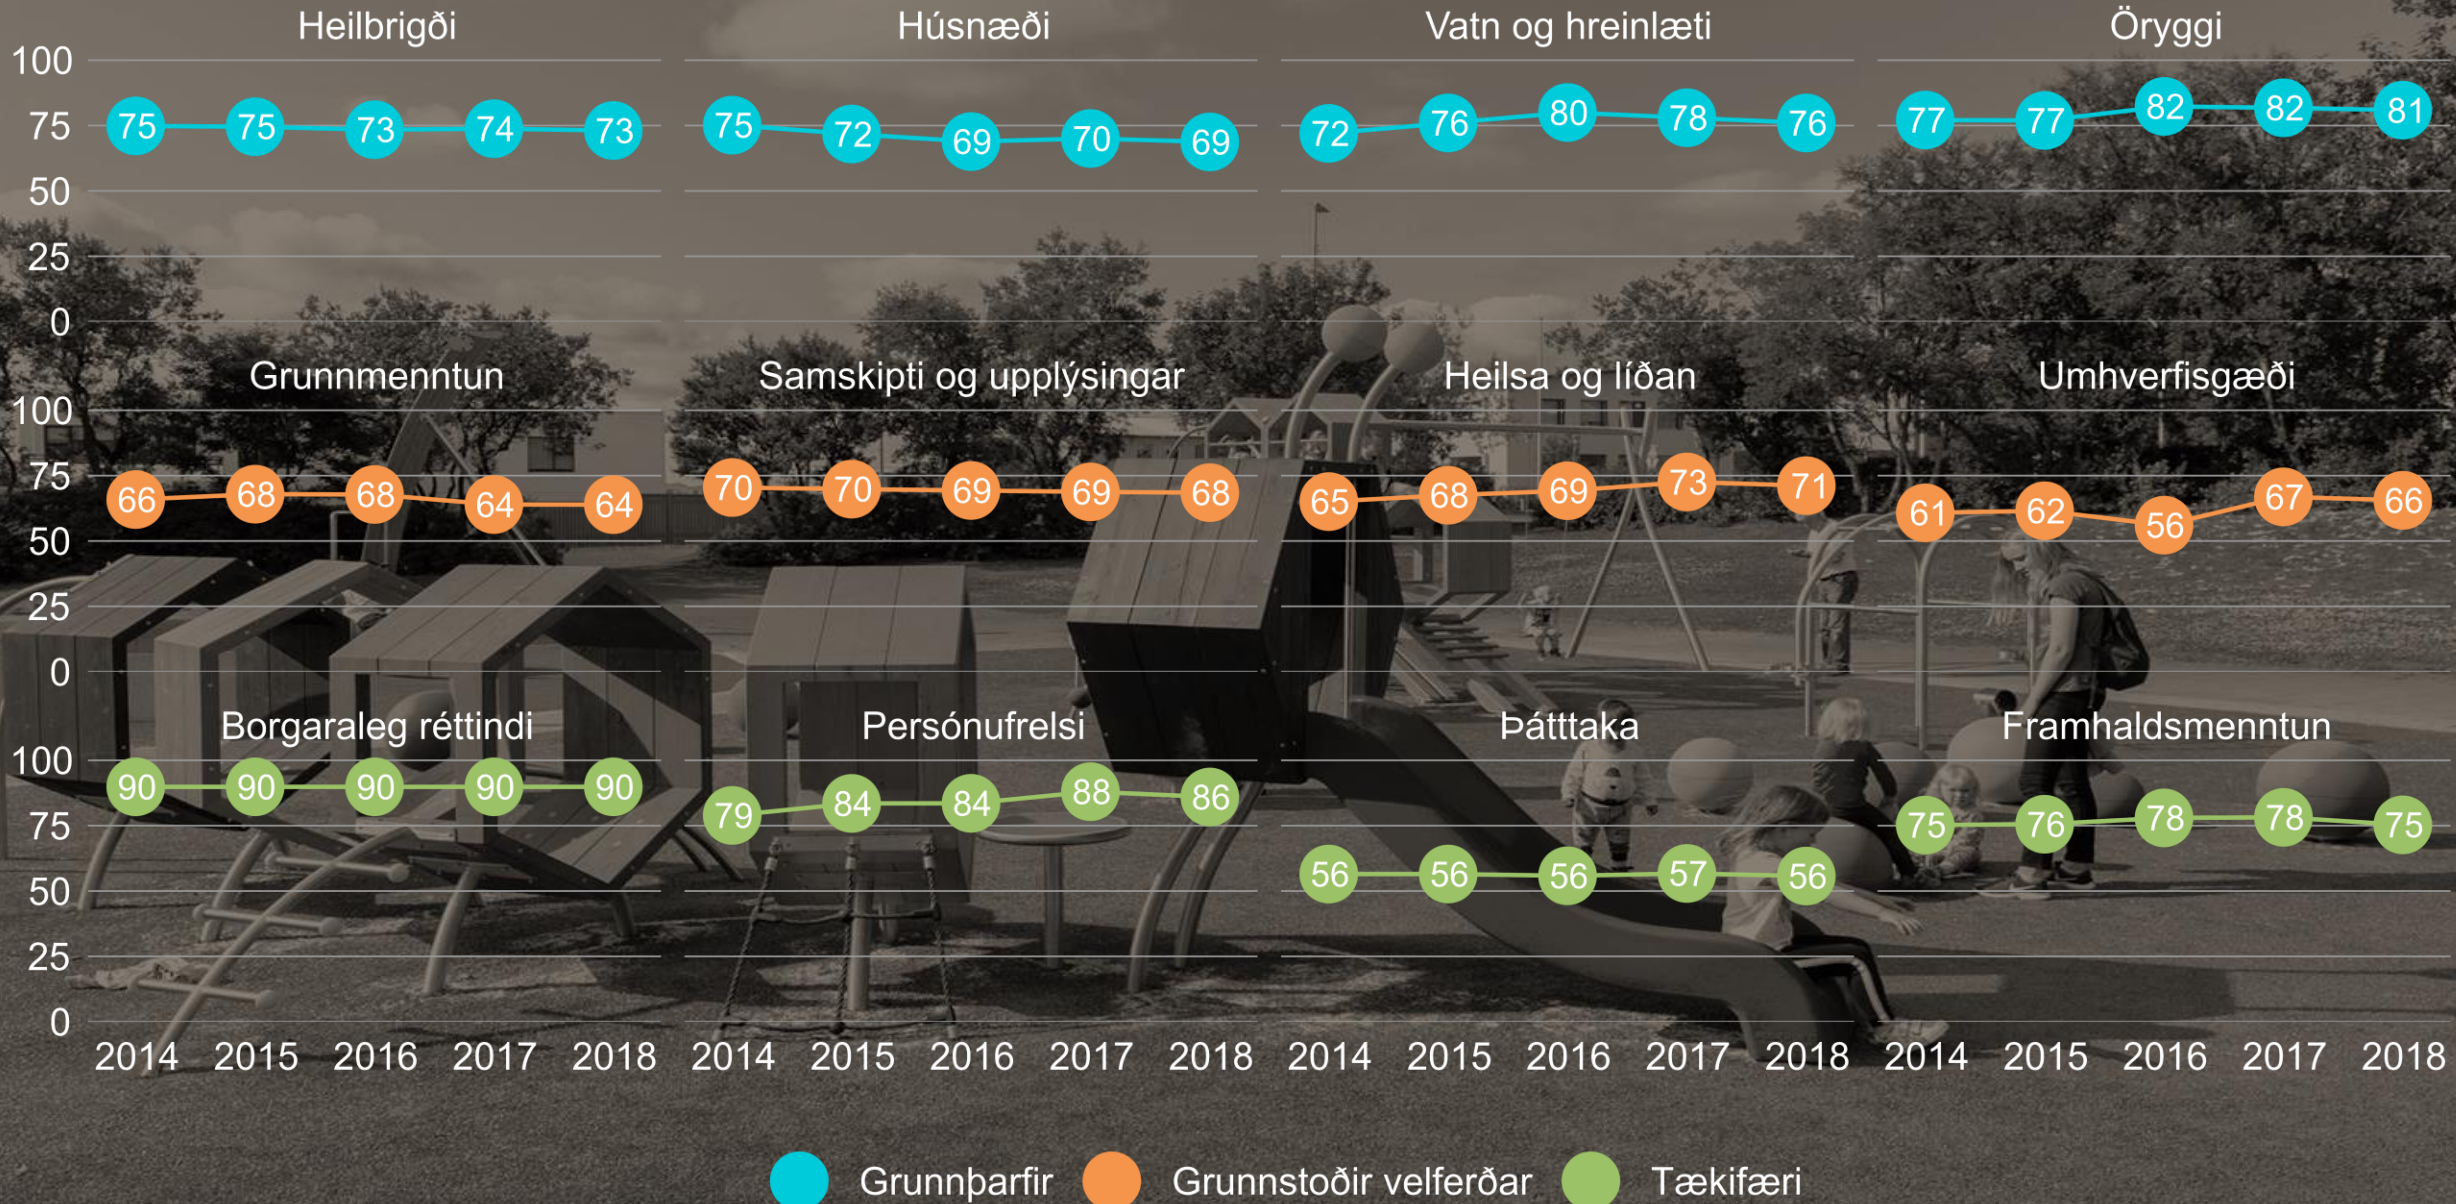 Heilbrigði Húsnæði Vatn og hreinlæti Öryggi
100
75 75 75 73 74 73 75 72 69 70 69 72 76 80 78 76 77 77 82 82 81
50
25
0
Grunnmenntun Samskipti og upplýsingar Heilsa og líðan Umhverfisgæði
100
75
66 68 68 64 64 70 70 69 69 68 65 68 69 73 71 61 62 56 67 66
50
25
0
Borgaraleg réttindi Persónufrelsi Þátttaka Framhaldsmenntun
100
90 90 90 90 90 79 84 84 88 86
75 75 76 78 78 75
56 56 56 57 56
50
25
0
2014 2015 2016 2017 2018 2014 2015 2016 2017 2018 2014 2015 2016 2017 2018 2014 2015 2016 2017 2018
Grunnþarfir Grunnstoðir velferðar Tækifæri